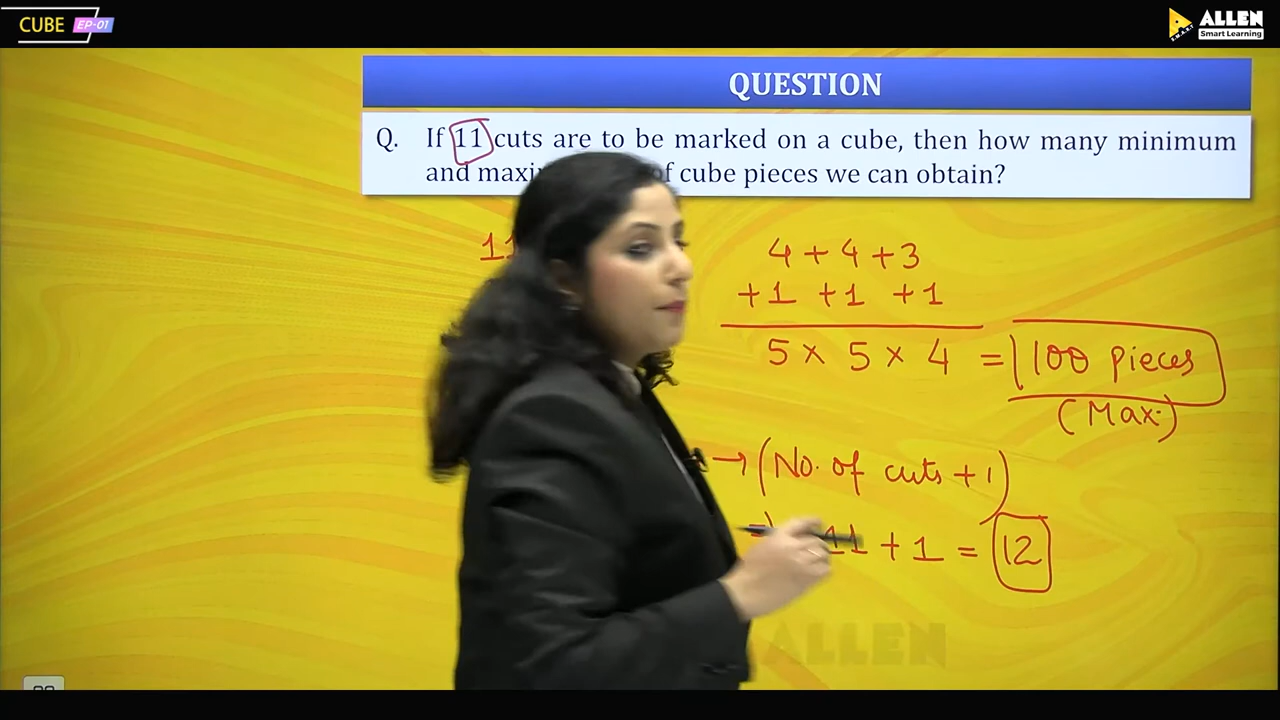 CUBE EP-01
ALLEN
Smart Learning
QUESTION
Q. If 11 cuts are to be marked on a cube, then how many minimum
and of cube pieces we can obtain?
4 + 4 + 3
+1 +1 +1
5 × 5 × 4 = 100 pieces
(Max.)
→ (No. of cuts + 1)
⇒ 11 + 1 = 12
ALLEN